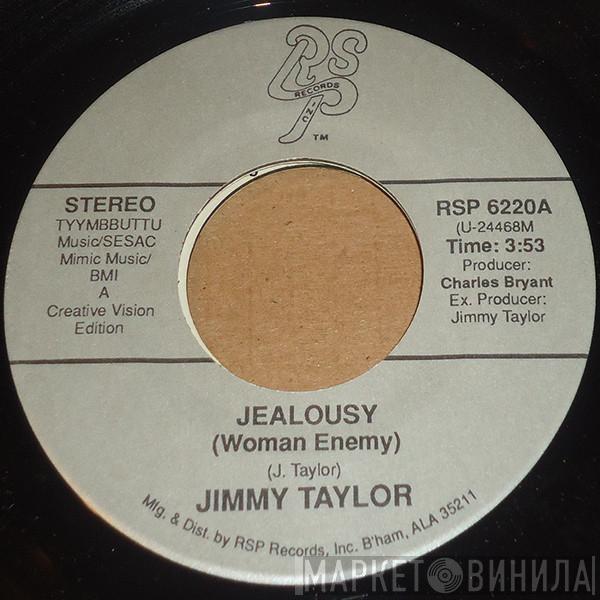 RSP
RECORDS
INC
TM
STEREO
TYYMBBUTTU
Music/SESAC
Mimic Music/
BMI
A
Creative Vision
Edition
RSP 6220A
(U-24468M
Time: 3:53
Producer:
Charles Bryant
Ex. Producer:
Jimmy Taylor
JEALOUSY
(Woman Enemy)
(J. Taylor)
JIMMY TAYLOR
Mfg. & Dist. by RSP Records, Inc. B'ham, ALA 35211
МАРКЕТ ВИНИЛА